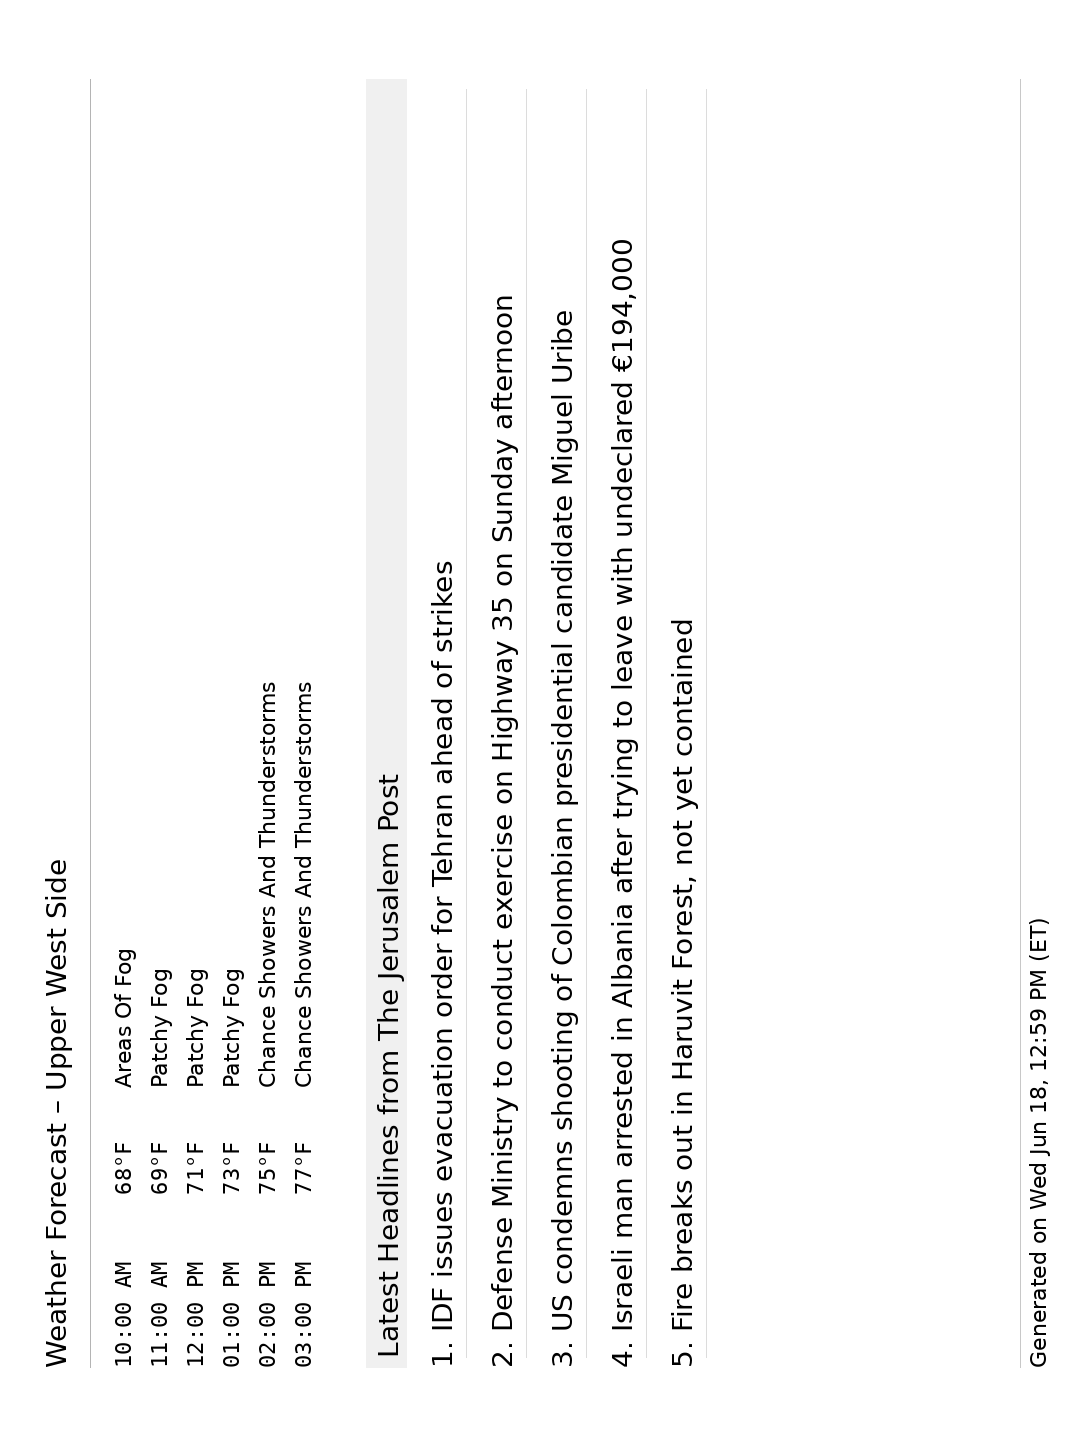 Weather Forecast – Upper West Side
10:00 AM 68°F Areas Of Fog
11:00 AM 69°F Patchy Fog
12:00 PM 71°F Patchy Fog
01:00 PM 73°F Patchy Fog
02:00 PM 75°F Chance Showers And Thunderstorms
03:00 PM 77°F Chance Showers And Thunderstorms
Latest Headlines from The Jerusalem Post
1. IDF issues evacuation order for Tehran ahead of strikes
2. Defense Ministry to conduct exercise on Highway 35 on Sunday afternoon
3. US condemns shooting of Colombian presidential candidate Miguel Uribe
4. Israeli man arrested in Albania after trying to leave with undeclared €194,000
5. Fire breaks out in Haruvit Forest, not yet contained
Generated on Wed Jun 18, 12:59 PM (ET)